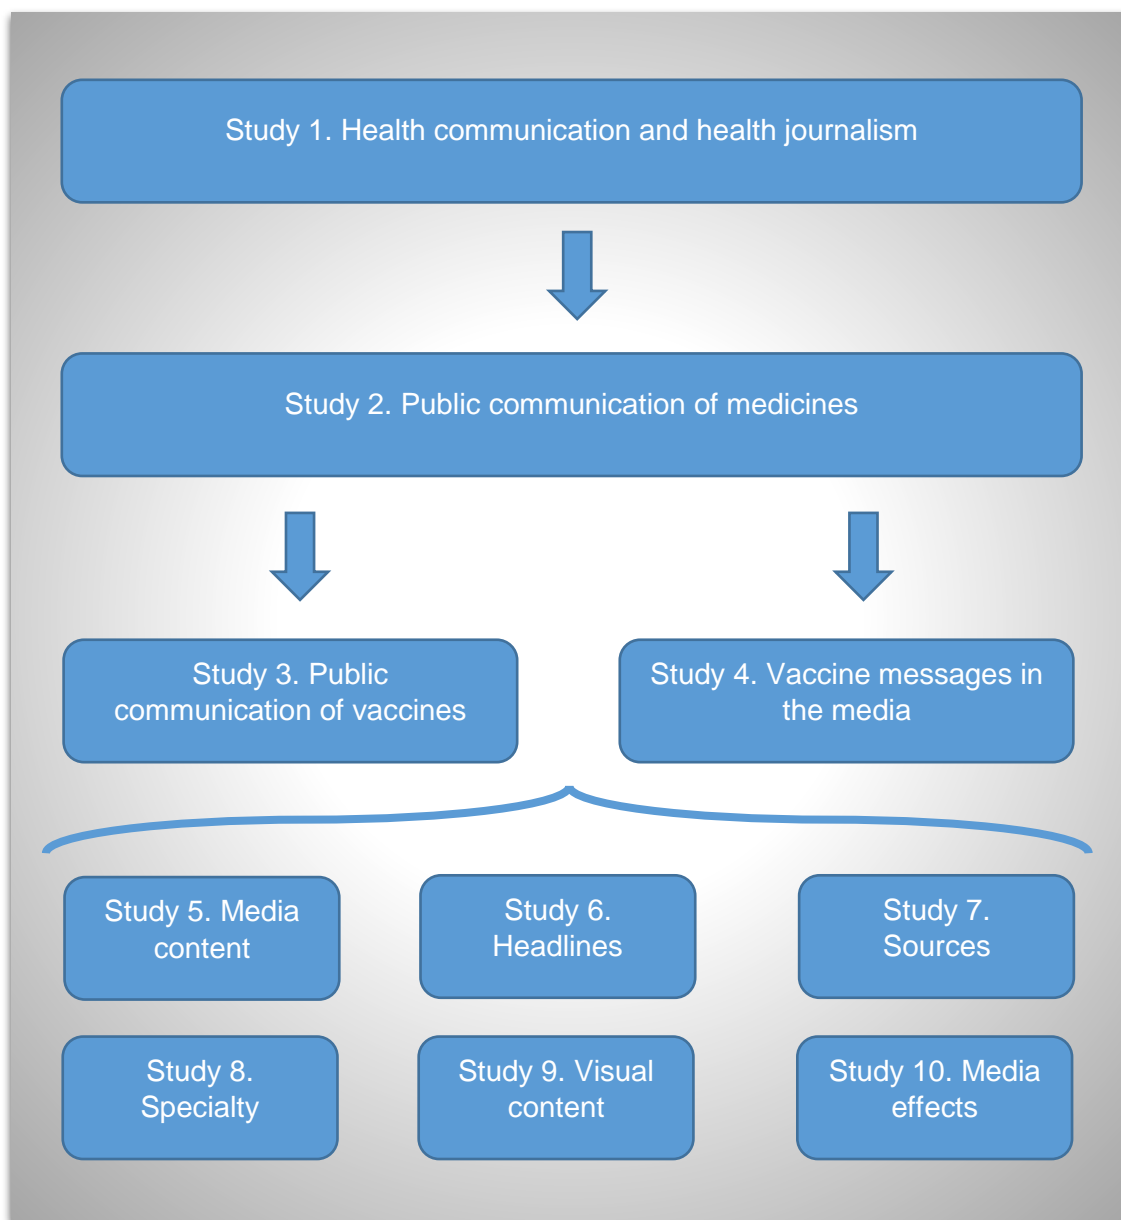 Study 1. Health communication and health journalism
Study 2. Public communication of medicines
Study 3. Public
communication of vaccines
Study 4. Vaccine messages in
the media
Study 5. Media
content
Study 6.
Headlines
Study 7.
Sources
Study 8.
Specialty
Study 9. Visual
content
Study 10. Media
effects